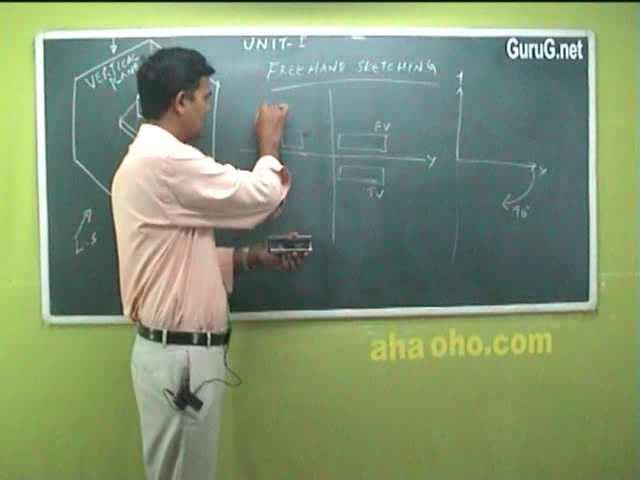 UNIT-I
GuruG.net
FREEHAND SKETCHING
VERTICAL
PLANE
FV
Y
TV
Y
X
90°
L.S
aha oho.com